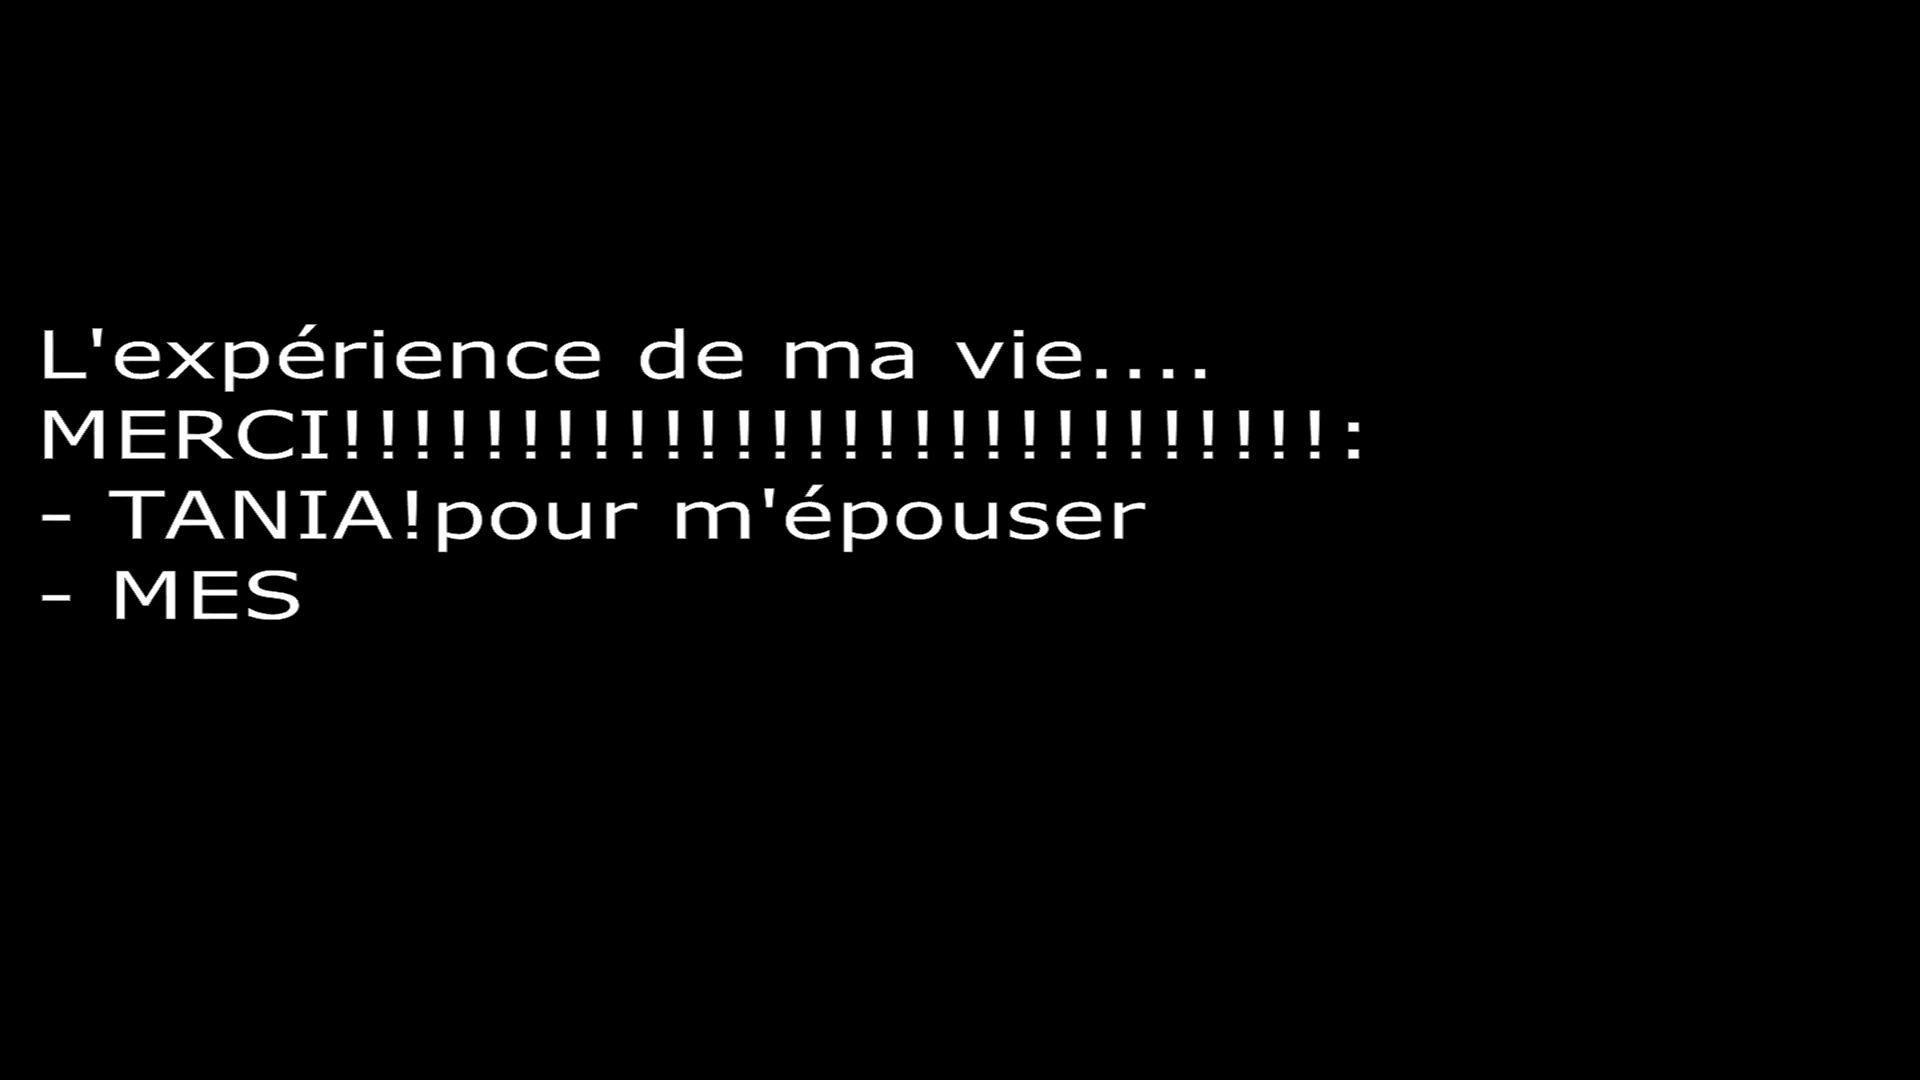 L'expérience de ma vie....
MERCI!!!!!!!!!!!!!!!!!!!!!!!!!!!!:
- TANIA!pour m'épouser
- MES